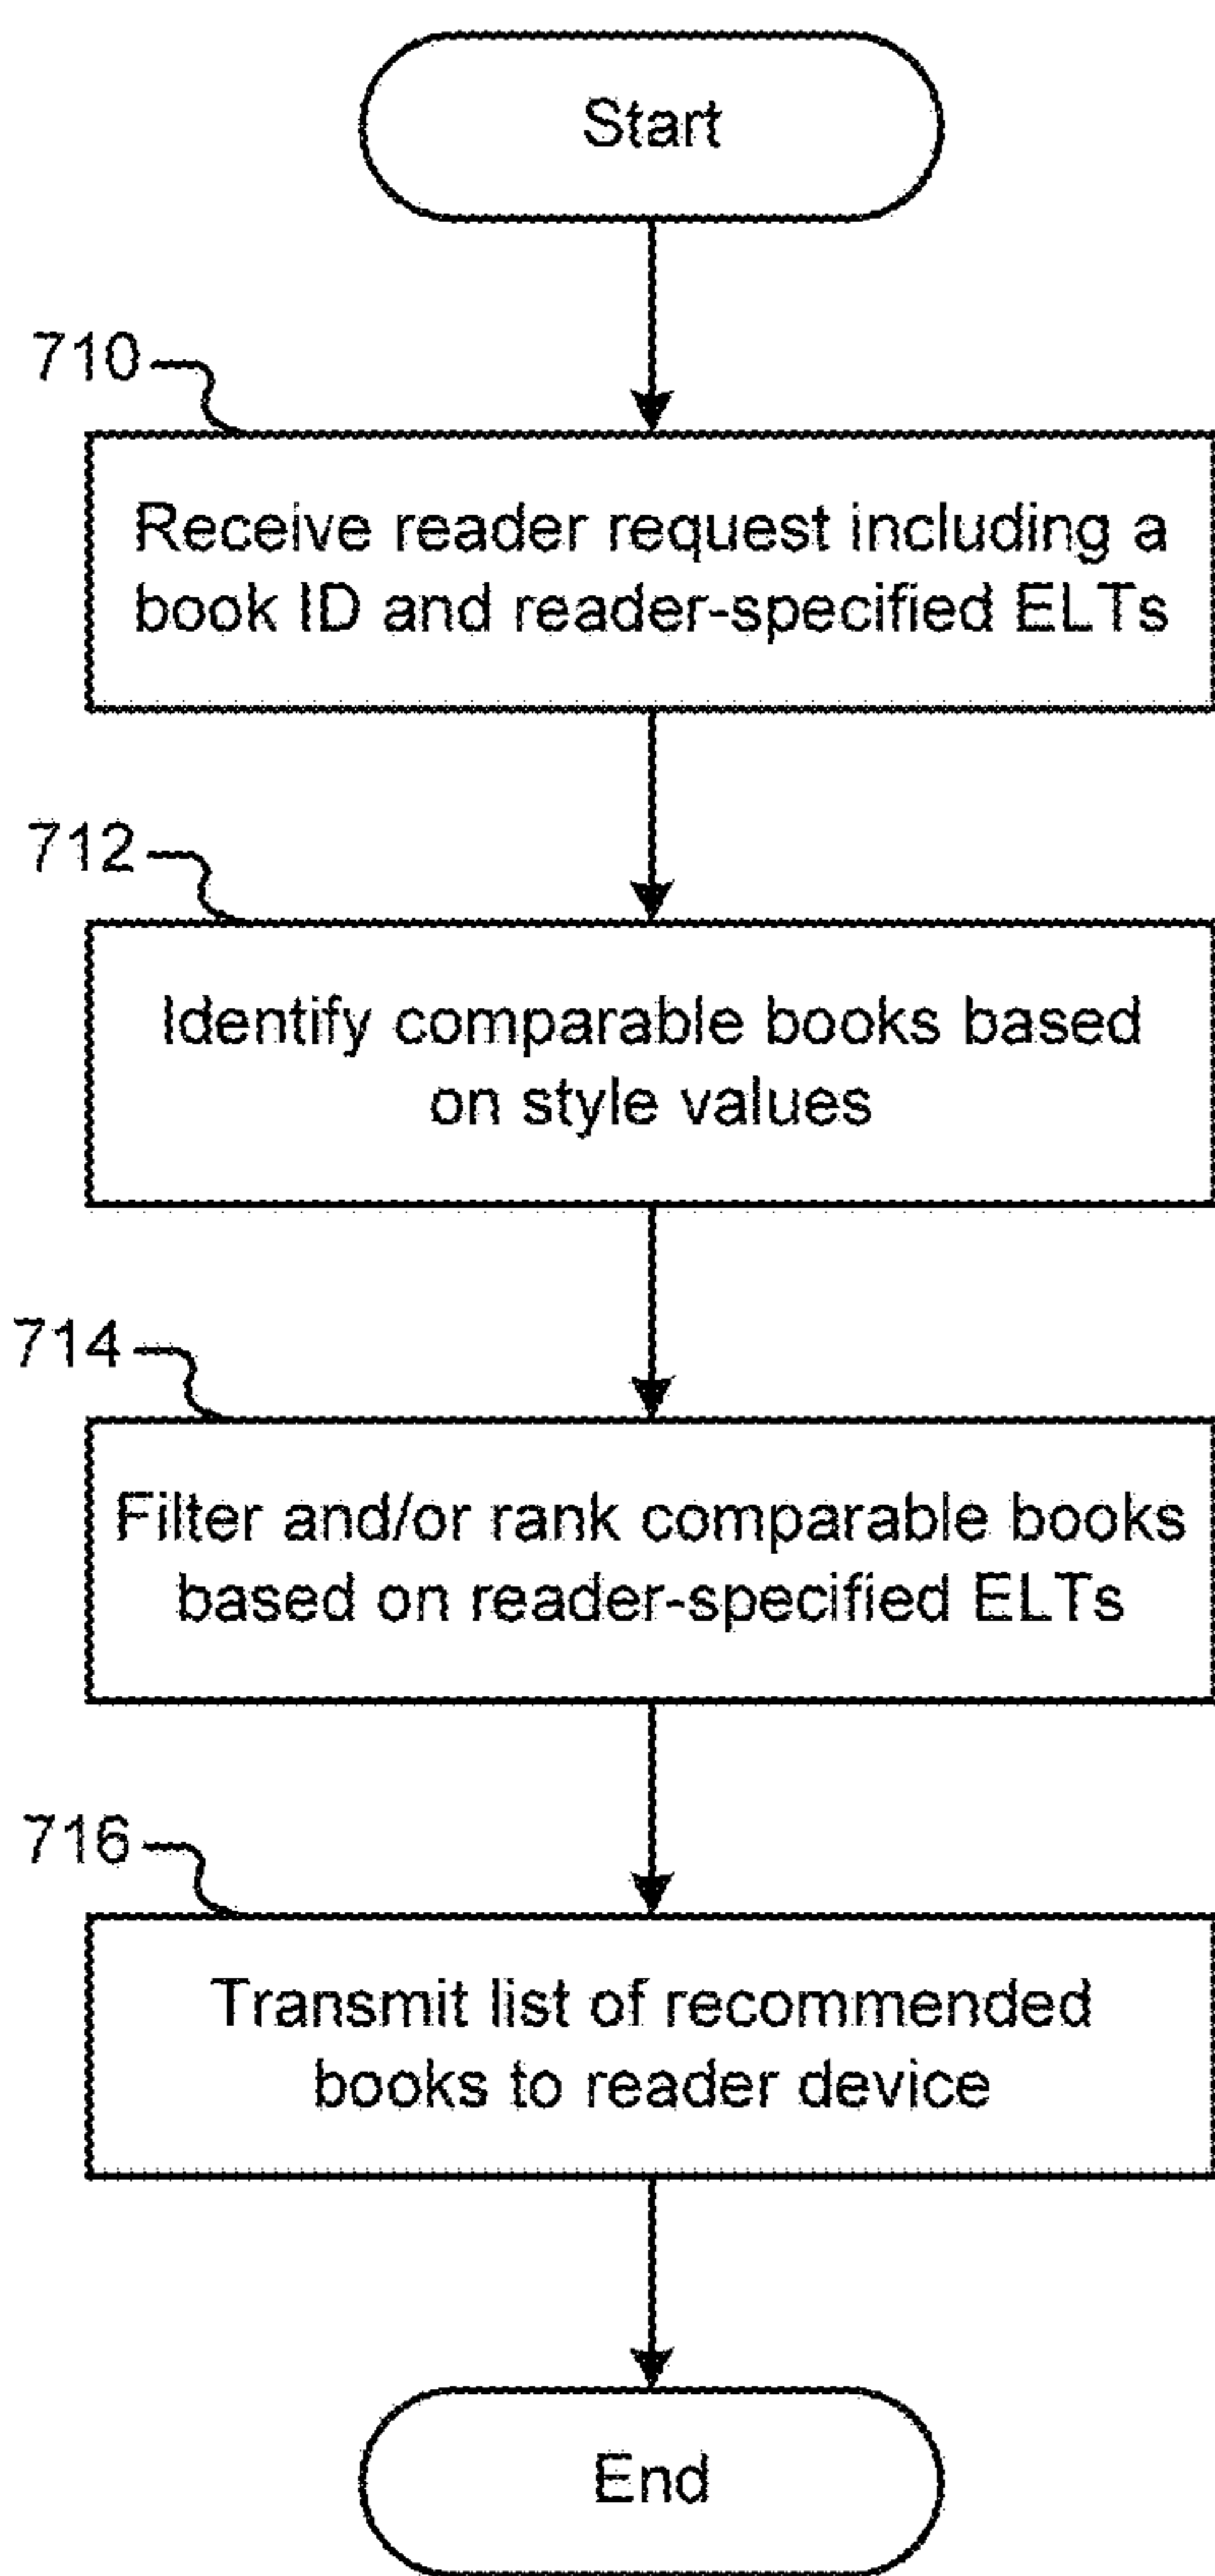 Start
710
Receive reader request including a
book ID and reader-specified ELTs
712
Identify comparable books based
on style values
714
Filter and/or rank comparable books
based on reader-specified ELTs
716
Transmit list of recommended
books to reader device
End